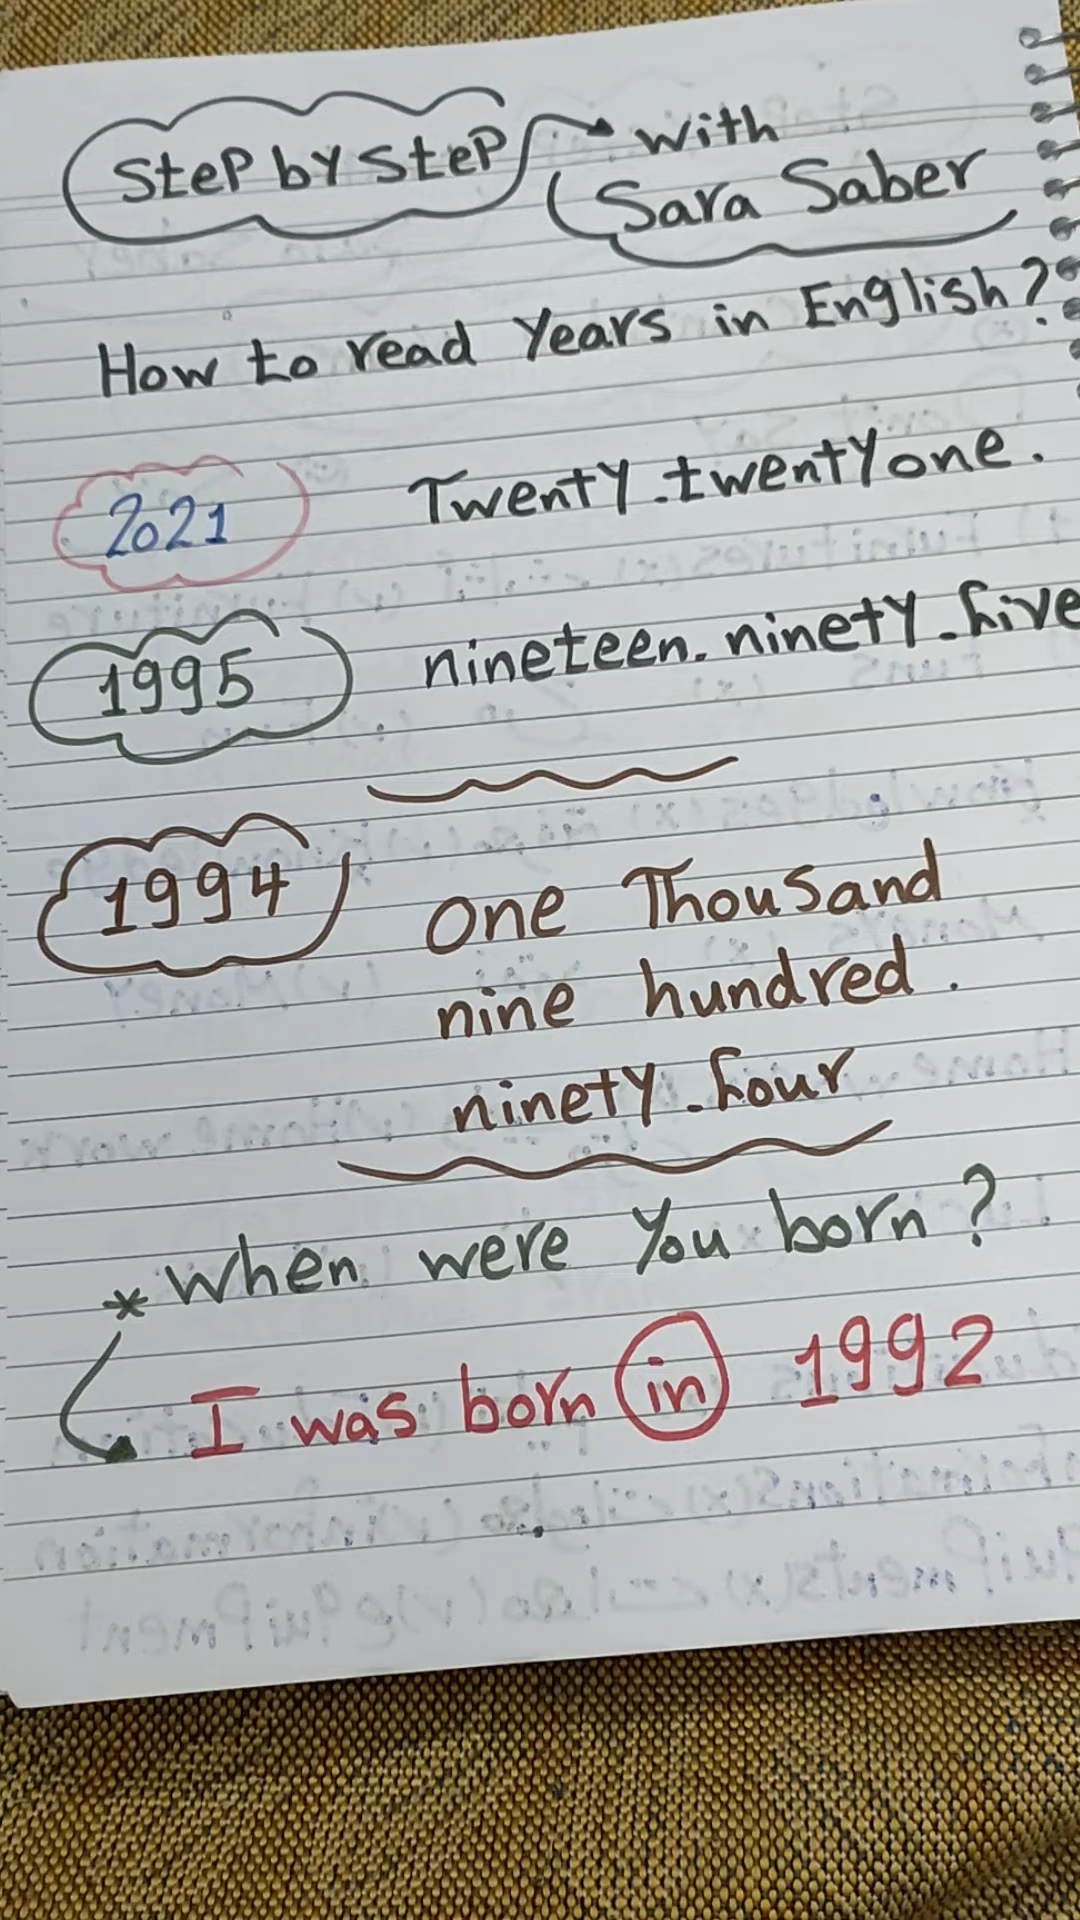 Step by Step with
Sara Saber
How to read Years in English?
2021 Twenty-twenty one.
1995 nineteen-ninety-five
1994 one Thousand
nine hundred.
ninety-four
* When were You born?
I was born in 1992